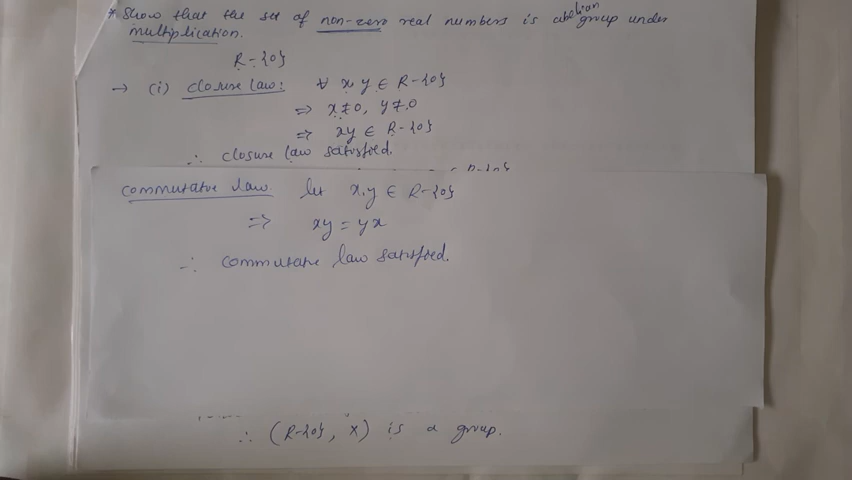 * Show that the set of non-zero real numbers is abelian group under
multiplication.
R-{0}
→ (i) closure law: ∀ x, y ∈ R-{0}
⇒ x≠0, y≠0
⇒ xy ∈ R-{0}
∴ closure law satisfied.
commutative law. let x, y ∈ R-{0}
⇒ xy = yx
∴ commutative law satisfied.
∴ (R-{0}, x) is a group.